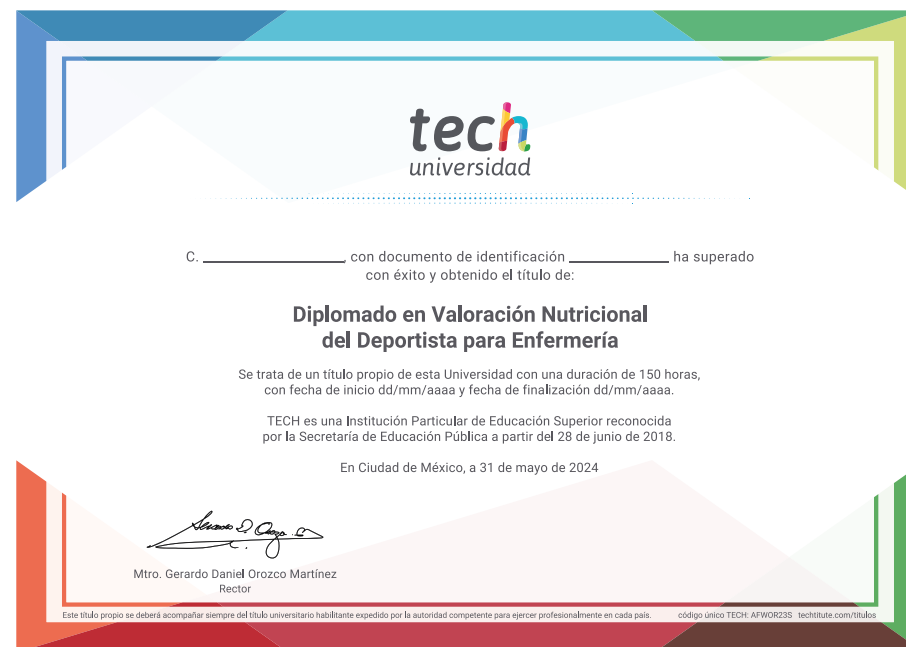 tech
universidad
C. ____________, con documento de identificación _________ ha superado
con éxito y obtenido el título de:
Diplomado en Valoración Nutricional
del Deportista para Enfermería
Se trata de un título propio de esta Universidad con una duración de 150 horas,
con fecha de inicio dd/mm/aaaa y fecha de finalización dd/mm/aaaa.
TECH es una Institución Particular de Educación Superior reconocida
por la Secretaría de Educación Pública a partir del 28 de junio de 2018.
En Ciudad de México, a 31 de mayo de 2024
Mtro. Gerardo Daniel Orozco Martínez
Rector
Este título propio se deberá acompañar siempre del título universitario habilitante expedido por la autoridad competente para ejercer profesionalmente en cada país. código único TECH: AFWOR23S techtitute.com/titulos